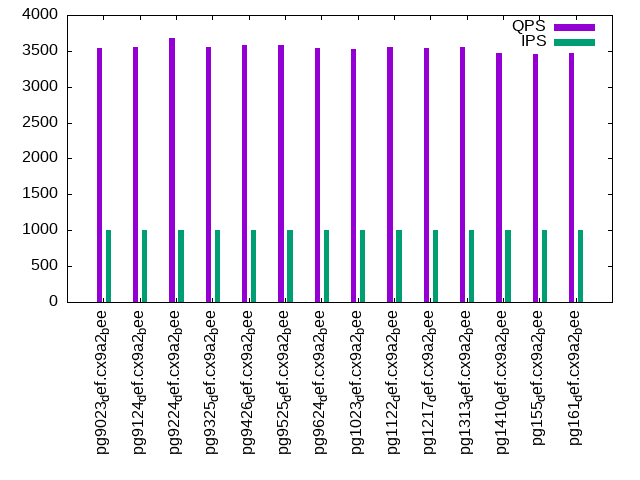 4000
3500
3000
2500
2000
1500
1000
500
0
QPS
IPS
pg9023def.cx9a2bee
pg9124def.cx9a2bee
pg9224def.cx9a2bee
pg9325def.cx9a2bee
pg9426def.cx9a2bee
pg9525def.cx9a2bee
pg9624def.cx9a2bee
pg1023def.cx9a2bee
pg1122def.cx9a2bee
pg1217def.cx9a2bee
pg1313def.cx9a2bee
pg1410def.cx9a2bee
pg155def.cx9a2bee
pg161def.cx9a2bee